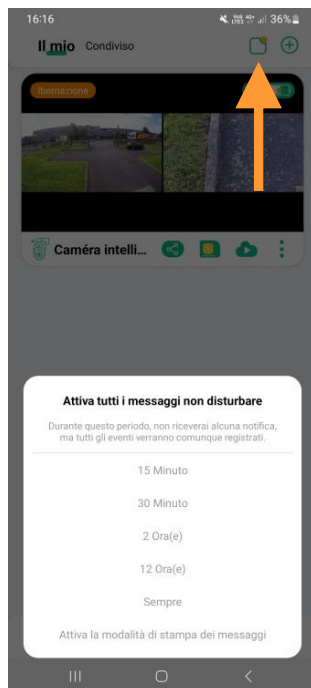 16:16
36%
Il mio Condiviso
Ibernazione
Caméra intelli...
Attiva tutti i messaggi non disturbare
Durante questo periodo, non riceverai alcuna notifica,
ma tutti gli eventi verranno comunque registrati.
15 Minuto
30 Minuto
2 Ora(e)
12 Ora(e)
Sempre
Attiva la modalità di stampa dei messaggi